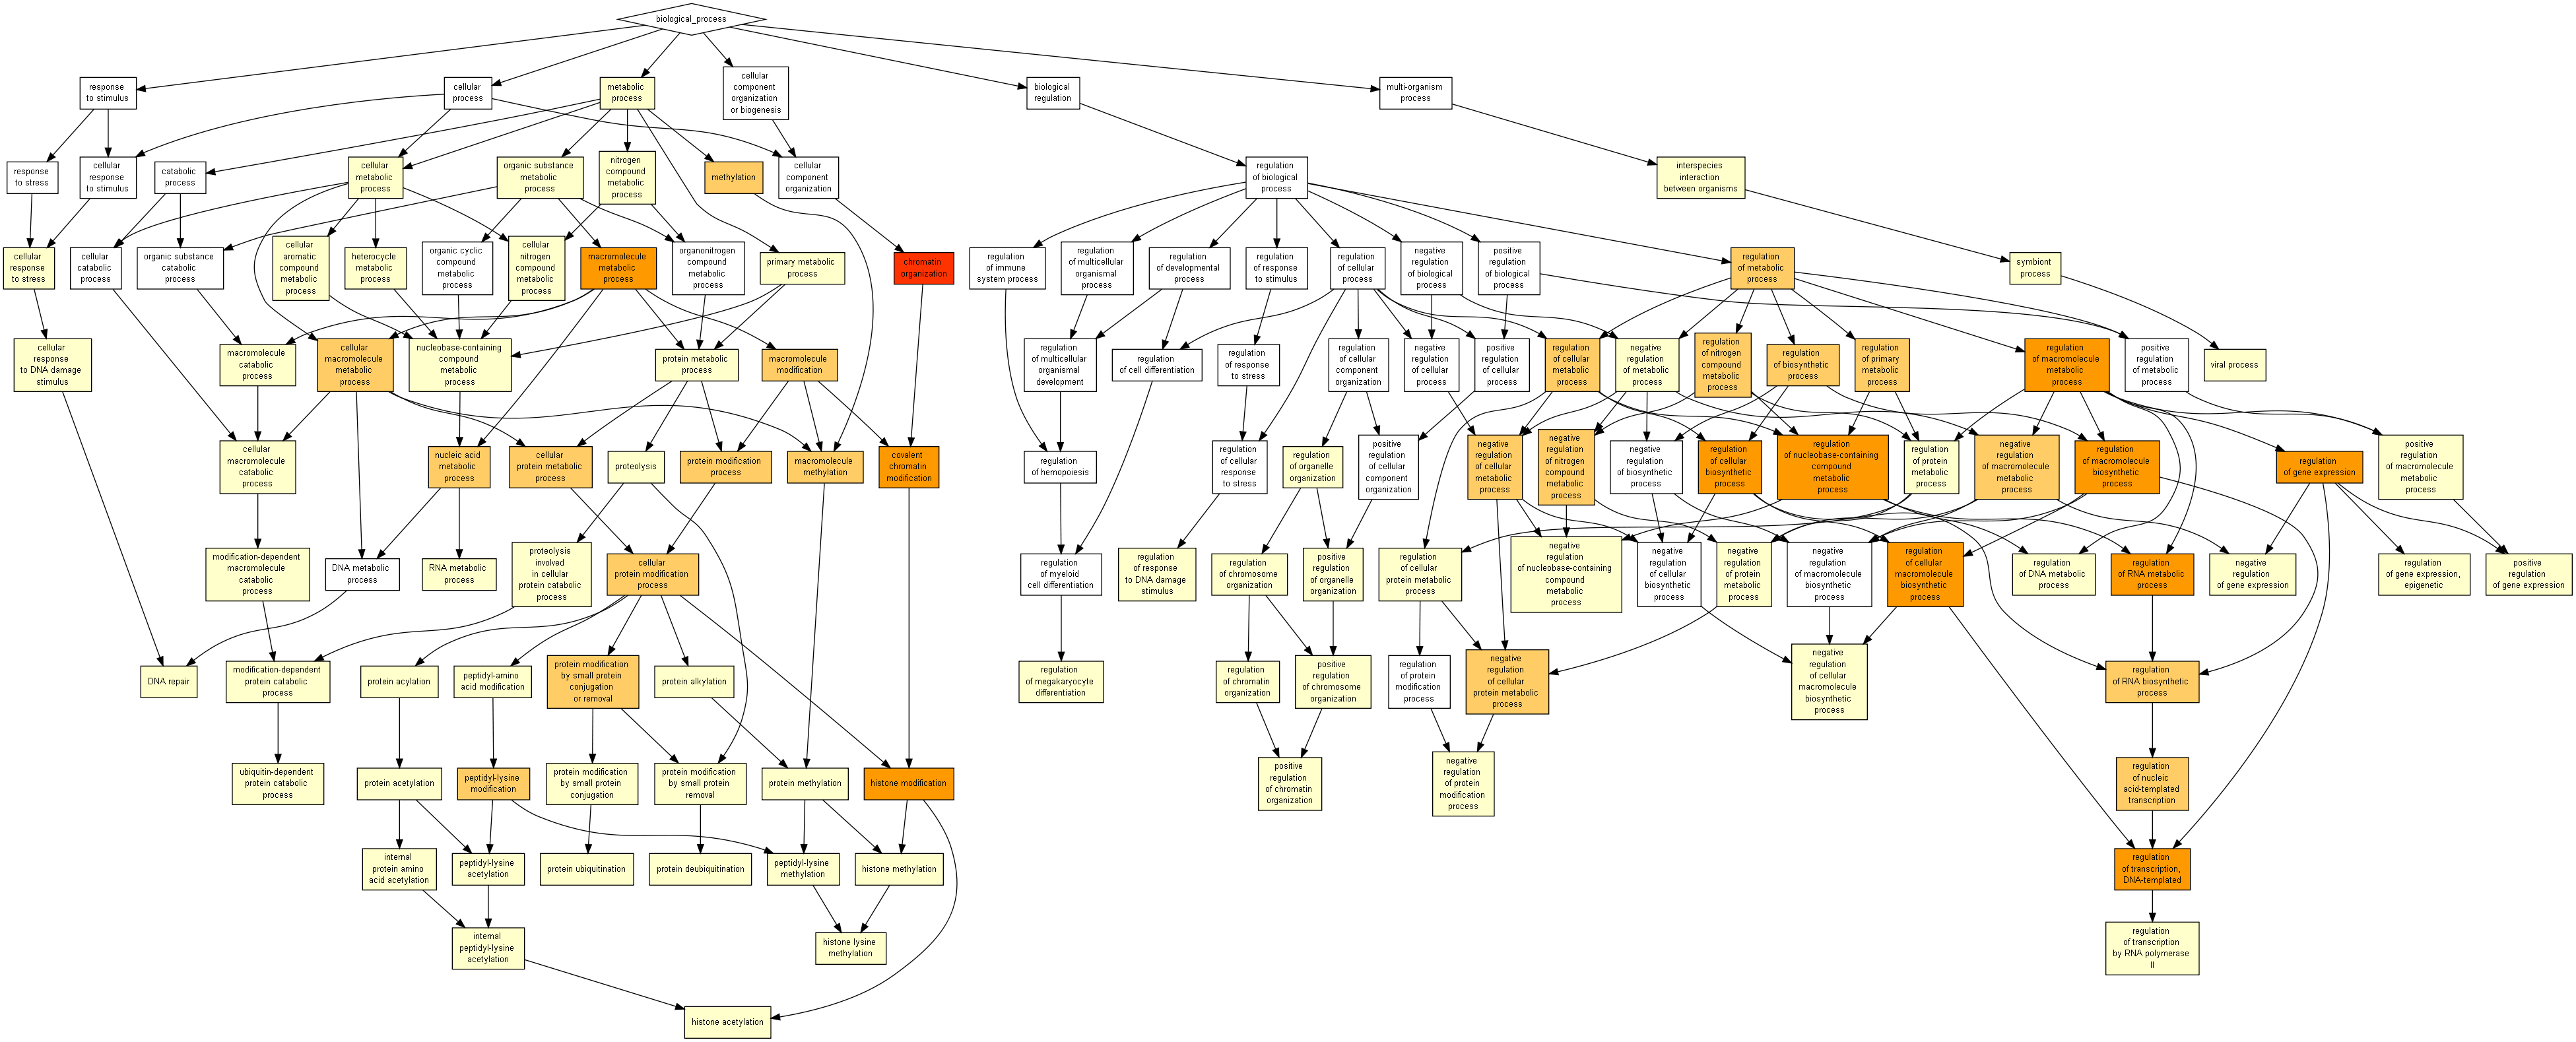 biological_process
response
to stimulus
cellular
process
metabolic
process
cellular
component
organization
or biogenesis
biological
regulation
multi-organism
process
response
to stress
cellular
response
to stimulus
catabolic
process
cellular
metabolic
process
organic substance
metabolic
process
nitrogen
compound
metabolic
process
methylation
cellular
component
organization
regulation
of biological
process
interspecies
interaction
between organisms
cellular
response
to stress
cellular
catabolic
process
organic substance
catabolic
process
cellular
aromatic
compound
metabolic
process
heterocycle
metabolic
process
organic cyclic
compound
metabolic
process
cellular
nitrogen
compound
metabolic
process
macromolecule
metabolic
process
organonitrogen
compound
metabolic
process
primary metabolic
process
chromatin
organization
regulation
of immune
system process
regulation
of multicellular
organismal
process
regulation
of developmental
process
regulation
of response
to stimulus
regulation
of cellular
process
negative
regulation
of biological
process
positive
regulation
of biological
process
regulation
of metabolic
process
symbiont
process
cellular
response
to DNA damage
stimulus
macromolecule
catabolic
process
cellular
macromolecule
metabolic
process
nucleobase-containing
compound
metabolic
process
protein metabolic
process
macromolecule
modification
regulation
of multicellular
organismal
development
regulation
of cell differentiation
regulation
of response
to stress
regulation
of cellular
component
organization
negative
regulation
of cellular
process
positive
regulation
of cellular
process
regulation
of cellular
metabolic
process
negative
regulation
of metabolic
process
regulation
of nitrogen
compound
metabolic
process
regulation
of biosynthetic
process
regulation
of primary
metabolic
process
regulation
of macromolecule
metabolic
process
positive
regulation
of metabolic
process
viral process
cellular
macromolecule
catabolic
process
nucleic acid
metabolic
process
cellular
protein metabolic
process
proteolysis
protein modification
process
macromolecule
methylation
covalent
chromatin
modification
regulation
of hemopoiesis
regulation
of cellular
response
to stress
regulation
of organelle
organization
positive
regulation
of cellular
component
organization
negative
regulation
of cellular
metabolic
process
negative
regulation
of nitrogen
compound
metabolic
process
negative
regulation
of biosynthetic
process
regulation
of cellular
biosynthetic
process
regulation
of nucleobase-containing
compound
metabolic
process
regulation
of protein
metabolic
process
negative
regulation
of macromolecule
metabolic
process
regulation
of macromolecule
biosynthetic
process
regulation
of gene expression
positive
regulation
of macromolecule
metabolic
process
modification-dependent
macromolecule
catabolic
process
DNA metabolic
process
RNA metabolic
process
proteolysis
involved
in cellular
protein catabolic
process
cellular
protein modification
process
regulation
of myeloid
cell differentiation
regulation
of response
to DNA damage
stimulus
regulation
of chromosome
organization
positive
regulation
of organelle
organization
regulation
of cellular
protein metabolic
process
negative
regulation
of nucleobase-containing
compound
metabolic
process
negative
regulation
of cellular
biosynthetic
process
negative
regulation
of protein
metabolic
process
negative
regulation
of macromolecule
biosynthetic
process
regulation
of cellular
macromolecule
biosynthetic
process
regulation
of DNA metabolic
process
regulation
of RNA metabolic
process
negative
regulation
of gene expression
regulation
of gene expression,
epigenetic
positive
regulation
of gene expression
DNA repair
modification-dependent
protein catabolic
process
protein acylation
peptidyl-amino
acid modification
protein modification
by small protein
conjugation
or removal
protein alkylation
regulation
of megakaryocyte
differentiation
regulation
of chromatin
organization
positive
regulation
of chromosome
organization
regulation
of protein
modification
process
negative
regulation
of cellular
protein metabolic
process
negative
regulation
of cellular
macromolecule
biosynthetic
process
regulation
of RNA biosynthetic
process
ubiquitin-dependent
protein catabolic
process
protein acetylation
peptidyl-lysine
modification
protein modification
by small protein
conjugation
protein modification
by small protein
removal
protein methylation
histone modification
positive
regulation
of chromatin
organization
negative
regulation
of protein
modification
process
regulation
of nucleic
acid-templated
transcription
internal
protein amino
acid acetylation
peptidyl-lysine
acetylation
protein ubiquitination
protein deubiquitination
peptidyl-lysine
methylation
histone methylation
regulation
of transcription,
DNA-templated
internal
peptidyl-lysine
acetylation
histone lysine
methylation
regulation
of transcription
by RNA polymerase
II
histone acetylation